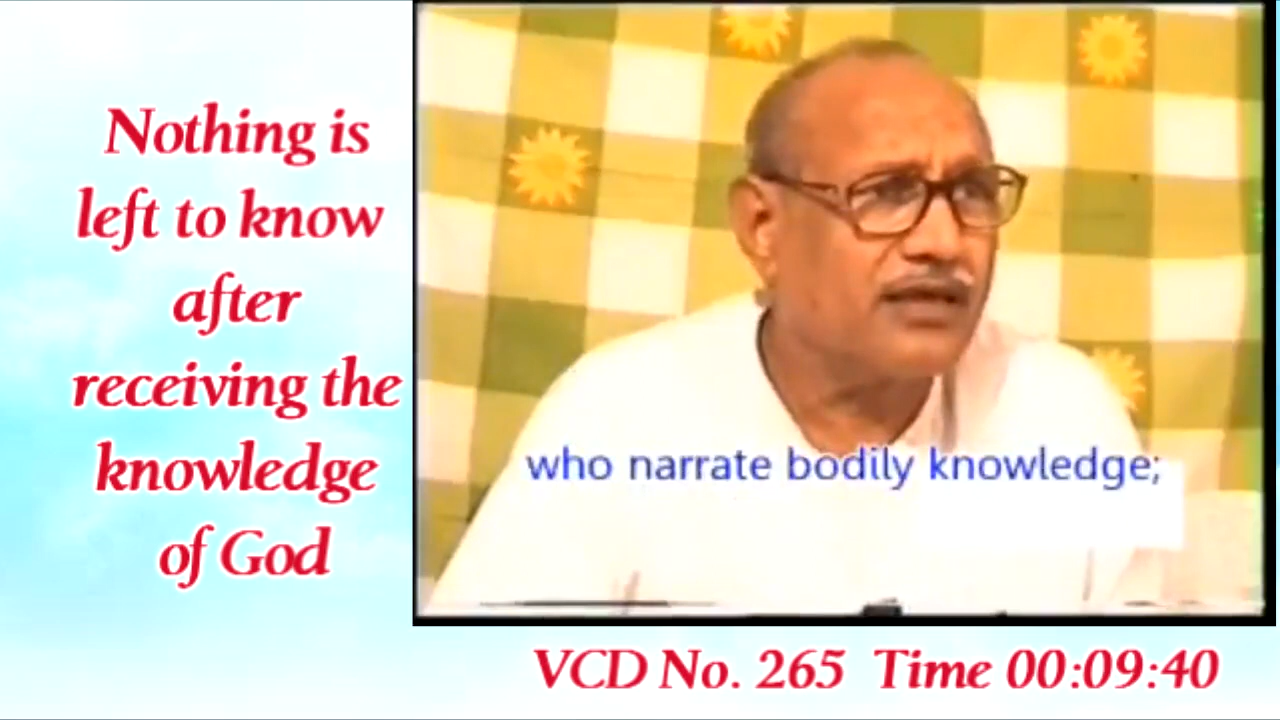 Nothing is
left to know
after
receiving the
knowledge
of God
who narrate bodily knowledge;
VCD No. 265 Time 00:09:40